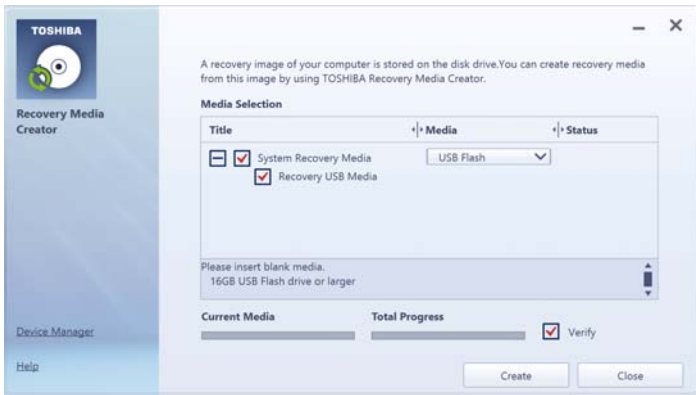 TOSHIBA
Recovery Media
Creator
Device Manager
Help
A recovery image of your computer is stored on the disk drive.You can create recovery media
from this image by using TOSHIBA Recovery Media Creator.
Media Selection
Title Media Status
System Recovery Media USB Flash
Recovery USB Media
Please insert blank media.
16GB USB Flash drive or larger
Current Media Total Progress
Verify
Create Close